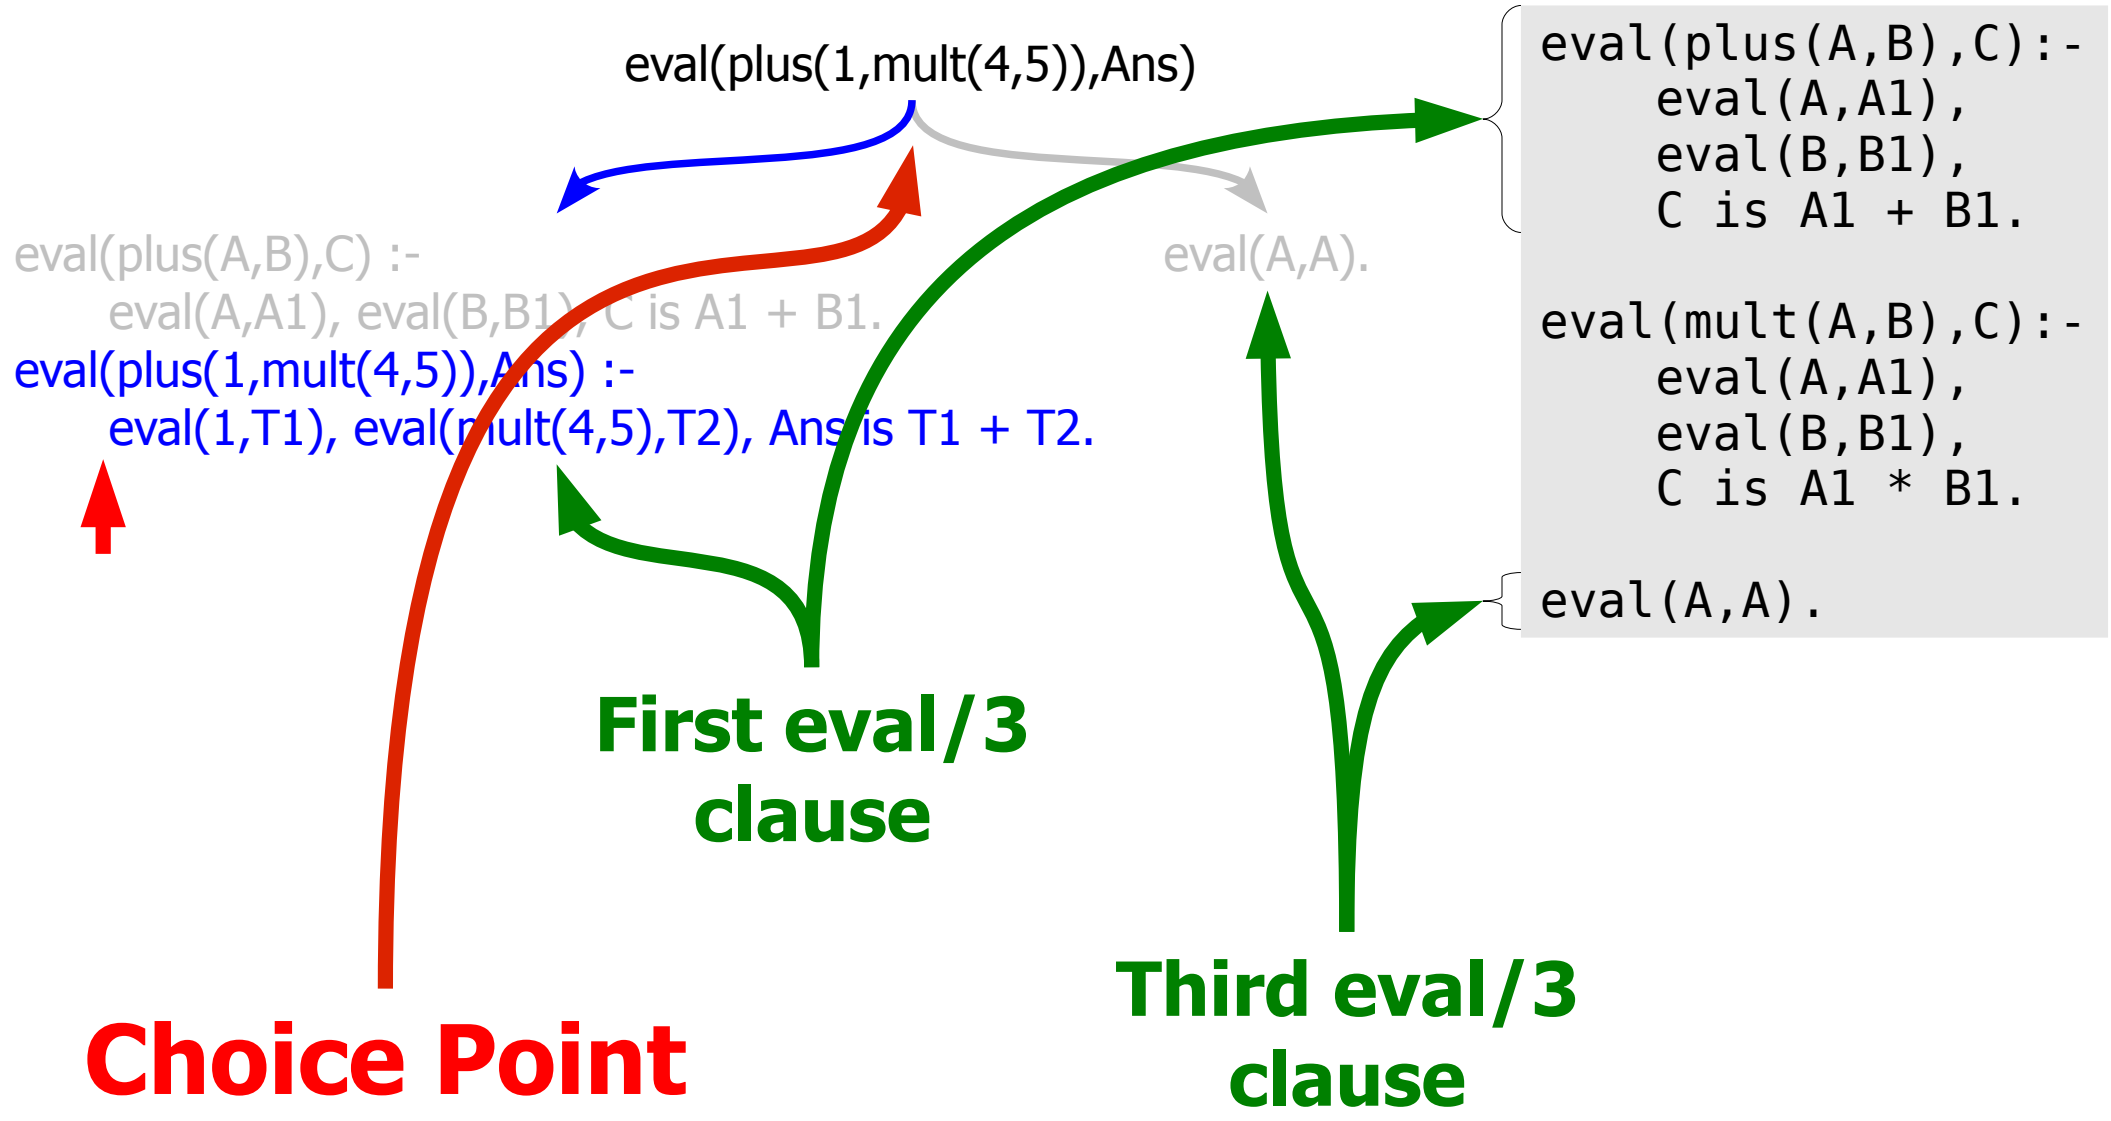 eval(plus(1,mult(4,5)),Ans)
eval(plus(A,B),C) :-
eval(A,A1), eval(B,B1), C is A1 + B1.
eval(plus(1,mult(4,5)),Ans) :-
eval(1,T1), eval(mult(4,5),T2), Ans is T1 + T2.
eval(A,A).
eval(plus(A,B),C):-
eval(A,A1),
eval(B,B1),
C is A1 + B1.
eval(mult(A,B),C):-
eval(A,A1),
eval(B,B1),
C is A1 * B1.
eval(A,A).
First eval/3
clause
Third eval/3
clause
Choice Point